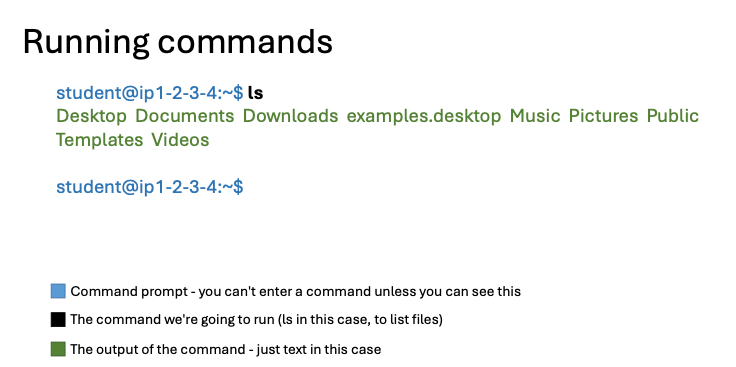 Running commands
student@ip1-2-3-4:~$ ls
Desktop Documents Downloads examples.desktop Music Pictures Public
Templates Videos
student@ip1-2-3-4:~$
Command prompt - you can't enter a command unless you can see this
The command we're going to run (ls in this case, to list files)
The output of the command - just text in this case